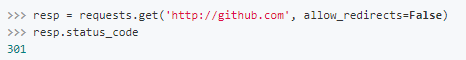 >>> resp = requests.get('http://github.com', allow_redirects=False)
>>> resp.status_code
301